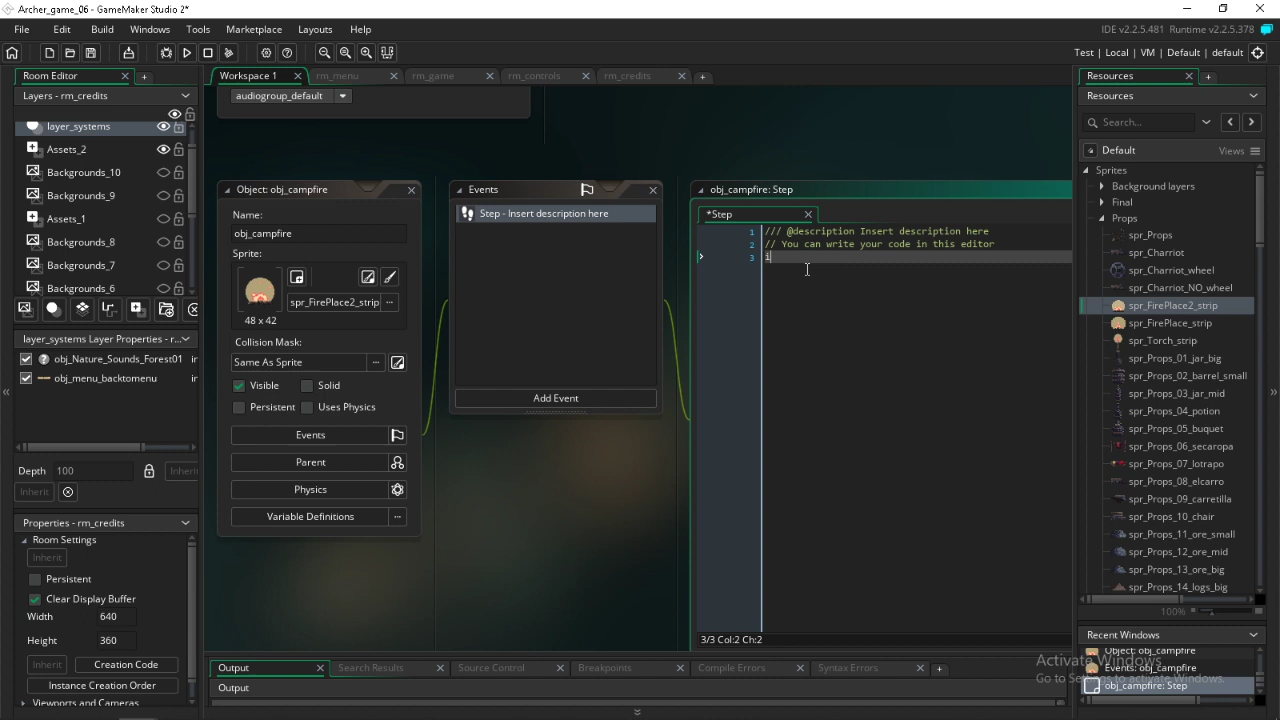 Archer_campfire_06 - GameMaker Studio 2*
File Edit Build Windows Tools Marketplace Layouts Help
IDE v2.2.5.481 Runtime v2.2.5.378
Test | Local | VM | Default | default
Room Editor
Layers - rm_credits
layer_systems
Assets_2
Backgrounds_10
Backgrounds_9
Assets_1
Backgrounds_8
Backgrounds_7
Backgrounds_6
layer_systems Layer Properties - r...
obj_Nature_Sounds_Forest01 ir
obj_menu_backtomenu ir
Depth 100 Inherit
Inherit
Properties - rm_credits
Room Settings
Inherit
Persistent
Clear Display Buffer
Width 640
Height 360
Inherit Creation Code
Instance Creation Order
Viewports and Cameras
Workspace 1 rm_menu rm_game rm_controls rm_credits
audiogroup_default
Object: obj_campfire
Name:
obj_campfire
Sprite:
spr_FirePlace2_strip ...
48 x 42
Collision Mask:
Same As Sprite ...
Visible Solid
Persistent Uses Physics
Events
Parent
Physics
Variable Definitions ...
Events
Step - Insert description here
Add Event
obj_campfire: Step
*Step
1 /// @description Insert description here
2 // You can write your code in this editor
3 i
3/3 Col:2 Ch:2
Output Search Results Source Control Breakpoints Compile Errors Syntax Errors
Output
Resources
Resources
Search...
Default Views
Sprites
Background layers
Final
Props
spr_Props
spr_Charriot
spr_Charriot_wheel
spr_Charriot_NO_wheel
spr_FirePlace2_strip
spr_FirePlace_strip
spr_Torch_strip
spr_Props_01_jar_big
spr_Props_02_barrel_small
spr_Props_03_jar_mid
spr_Props_04_potion
spr_Props_05_buquet
spr_Props_06_secaropa
spr_Props_07_lotrapo
spr_Props_08_elcarro
spr_Props_09_carretilla
spr_Props_10_chair
spr_Props_11_ore_small
spr_Props_12_ore_mid
spr_Props_13_ore_big
spr_Props_14_logs_big
100%
Recent Windows
Object: obj_campfire
Events: obj_campfire
obj_campfire: Step
Activate Windows
Go to Settings to activate Windows.